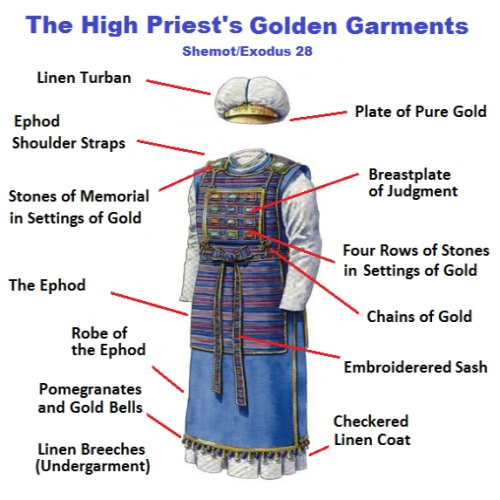 The High Priest's Golden Garments
Shemot/Exodus 28
Linen Turban
Plate of Pure Gold
Ephod
Shoulder Straps
Breastplate
of Judgment
Stones of Memorial
in Settings of Gold
Four Rows of Stones
in Settings of Gold
The Ephod
Chains of Gold
Robe of
the Ephod
Embroiderered Sash
Pomegranates
and Gold Bells
Checkered
Linen Coat
Linen Breeches
(Undergarment)